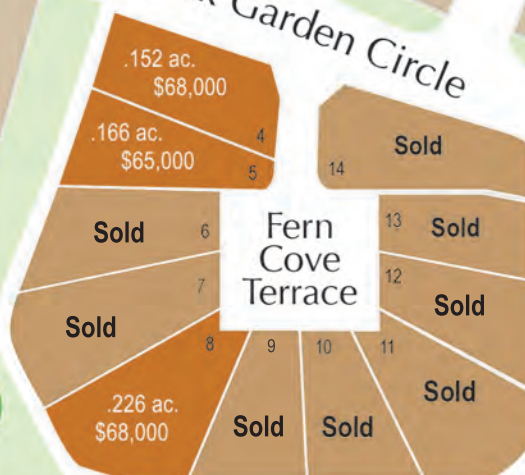 Garden Circle
.152 ac.
$68,000
4
.166 ac.
$65,000
5
Sold
14
Sold
6
Fern
Cove
Terrace
13
Sold
7
Sold
12
Sold
8
.226 ac.
$68,000
9
Sold
10
Sold
11
Sold